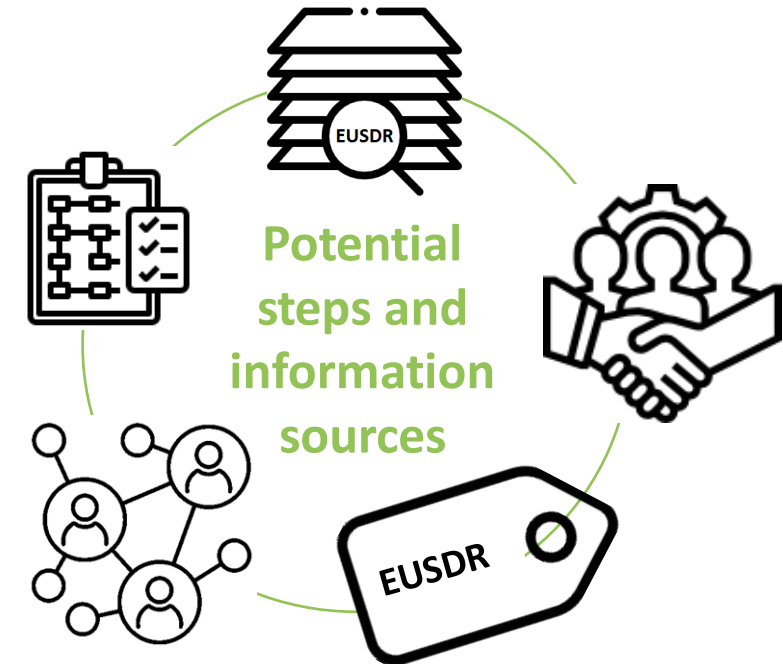 EUSDR
Potential
steps and
information
sources
EUSDR